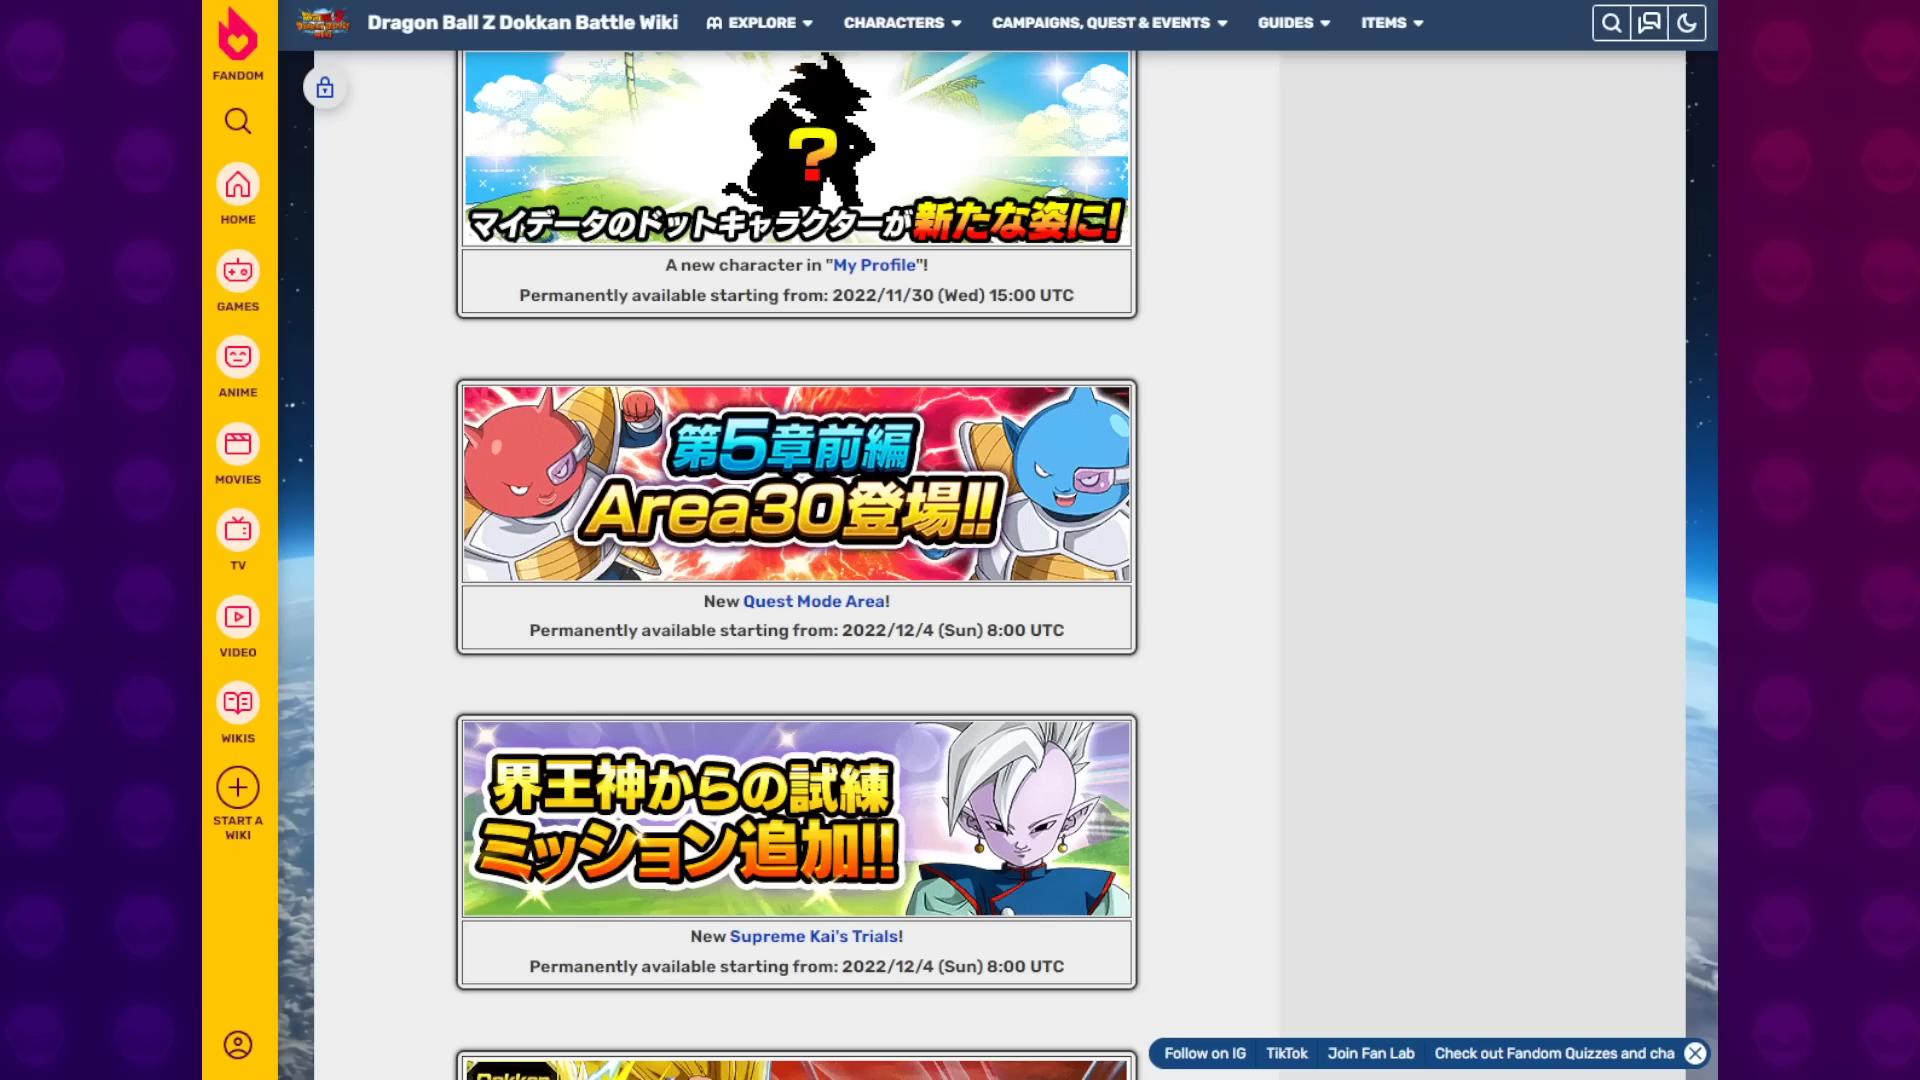 FANDOM
HOME
GAMES
ANIME
MOVIES
TV
VIDEO
WIKIS
START A
WIKI
Dragon Ball Z Dokkan Battle Wiki
EXPLORE
CHARACTERS
CAMPAIGNS, QUEST & EVENTS
GUIDES
ITEMS
?
マイデータのドットキャラクターが新たな姿に!
A new character in "My Profile"!
Permanently available starting from: 2022/11/30 (Wed) 15:00 UTC
第5章前編
Area30登場!!
New Quest Mode Area!
Permanently available starting from: 2022/12/4 (Sun) 8:00 UTC
界王神からの試練
ミッション追加!!
New Supreme Kai's Trials!
Permanently available starting from: 2022/12/4 (Sun) 8:00 UTC
Dokkan
Follow on IG
TikTok
Join Fan Lab
Check out Fandom Quizzes and cha